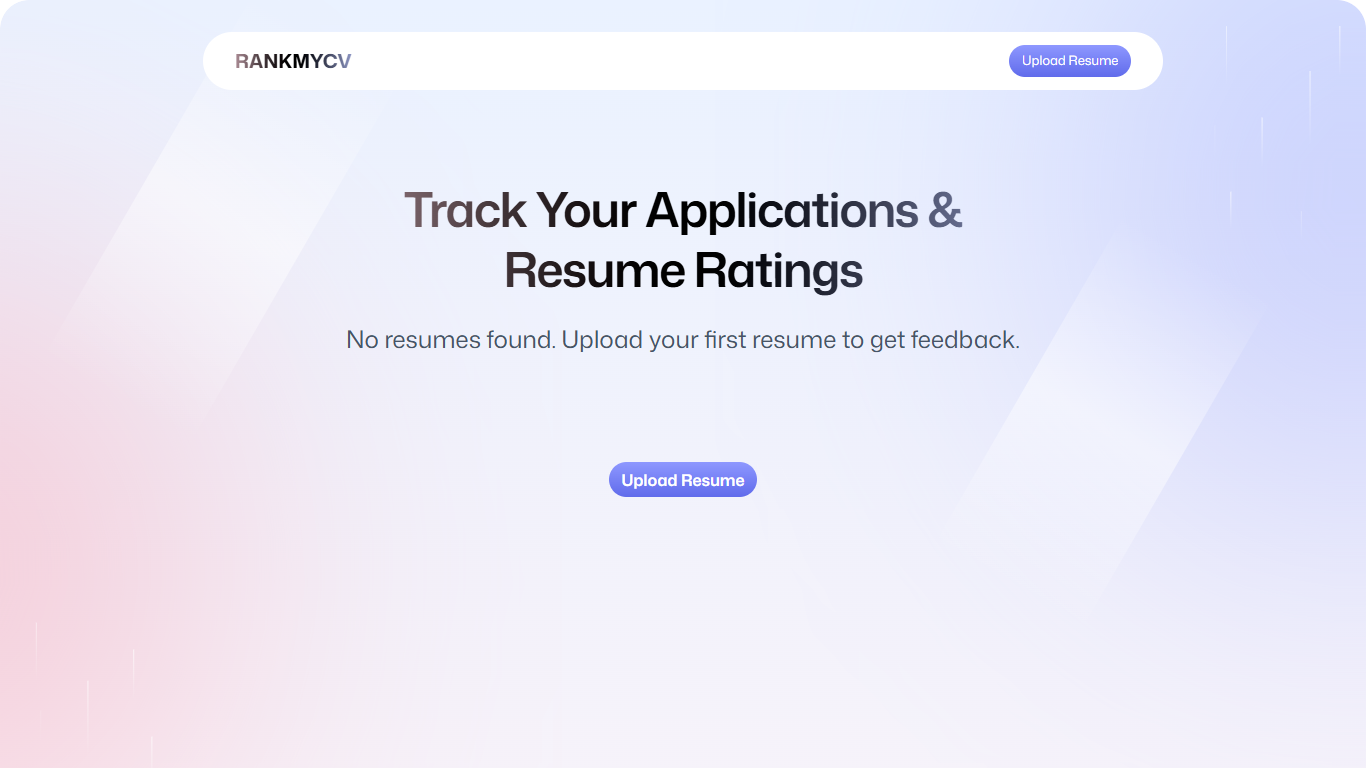 RANKMYCV
Upload Resume
Track Your Applications &
Resume Ratings
No resumes found. Upload your first resume to get feedback.
Upload Resume